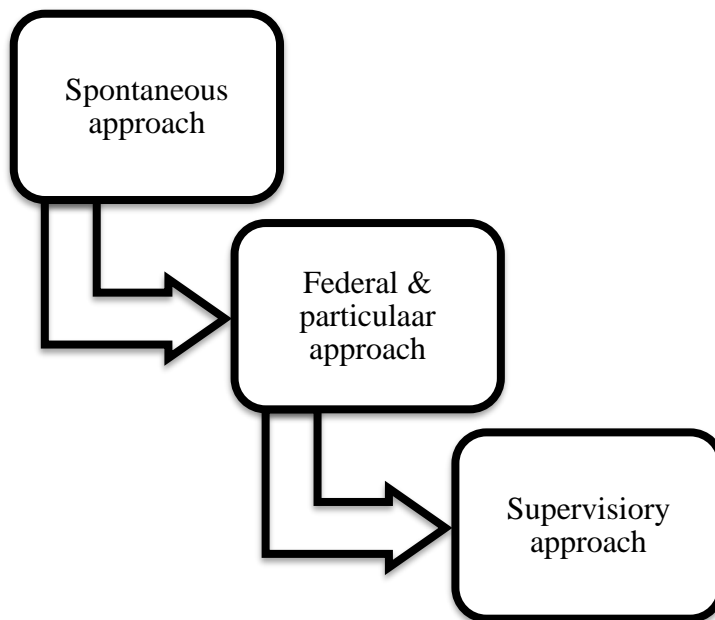 Spontaneous
approach
Federal &
particulaar
approach
Supervisiory
approach